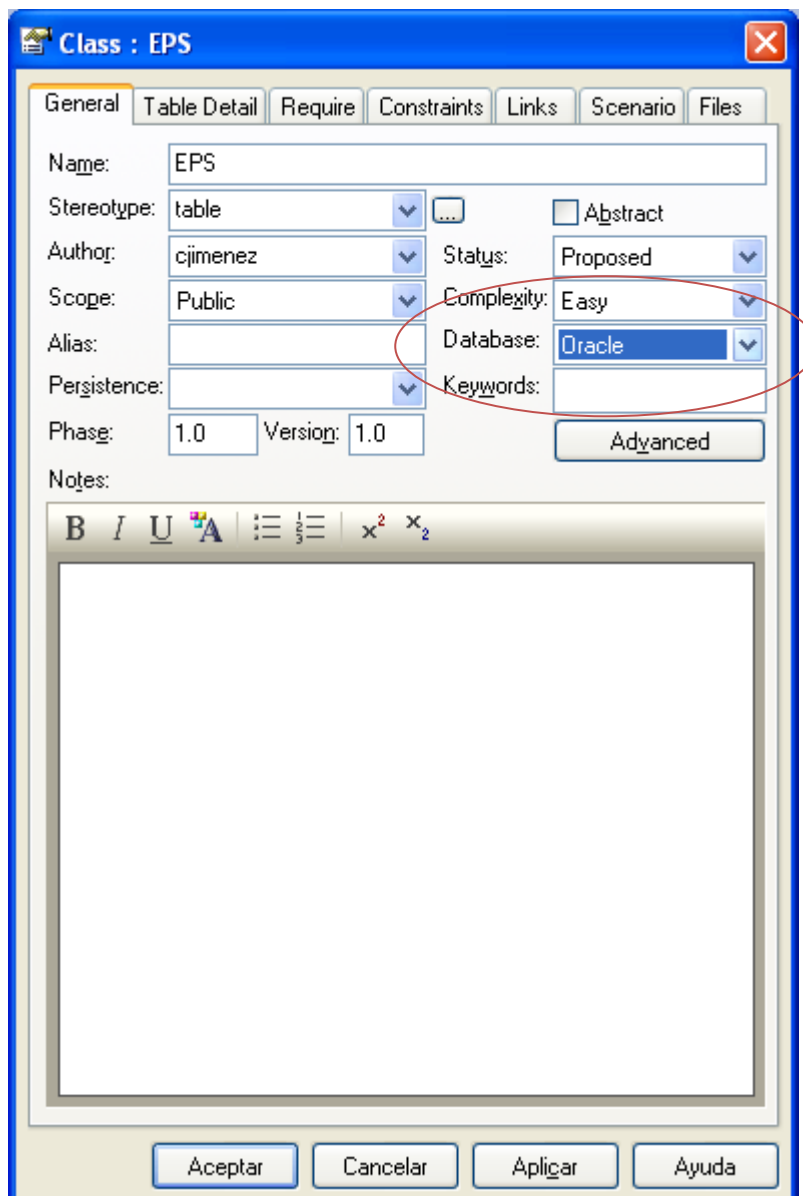 Class : EPS
General Table Detail Require Constraints Links Scenario Files
Name: EPS
Stereotype: table ... Abstract
Author: cjimenez Status: Proposed
Scope: Public Complexity: Easy
Alias: Database: Oracle
Persistence: Keywords:
Phase: 1.0 Version: 1.0 Advanced
Notes:
B I U A x² x₂
Aceptar Cancelar Aplicar Ayuda